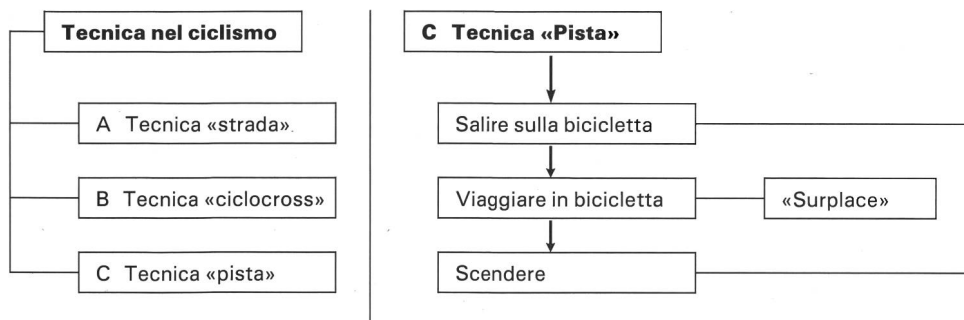 Tecnica nel ciclismo
A Tecnica «strada»
B Tecnica «ciclocross»
C Tecnica «pista»
C Tecnica «Pista»
Salire sulla bicicletta
Viaggiare in bicicletta
«Surplace»
Scendere